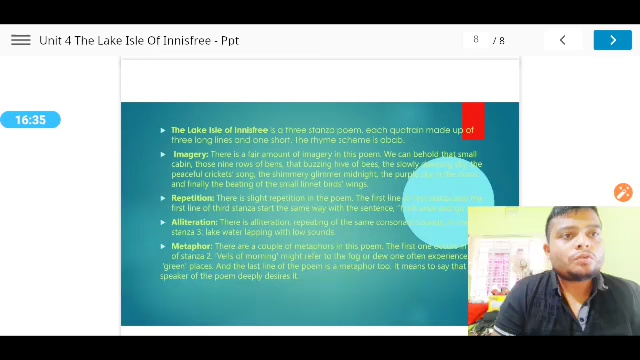 Unit 4 The Lake Isle Of Innisfree - Ppt
8 / 8
16:35
The Lake Isle of Innisfree is a three stanza poem, each quatrain made up of
three long lines and one short. The rhyme scheme is abab.
Imagery: There is a fair amount of imagery in this poem. We can behold that small
cabin, those nine rows of bens, that buzzing hive of bees, the slowly the
peaceful crickets' song, the shimmery glimmer midnight, the purple
and finally the beating of the small linnet birds' wings.
Repetition: There is slight repetition in the poem. The first line
first line of third stanza start the same way with the sentence,
Alliteration: There is alliteration, repeating of the same consonant
stanza 3: lake water lapping with low sounds.
Metaphor: There are a couple of metaphors in this poem. The first one
of stanza 2. 'Veils of morning' might refer to the fog or dew one often experience
'green' places. And the last line of the poem is a metaphor too. It means to say that
speaker of the poem deeply desires it.